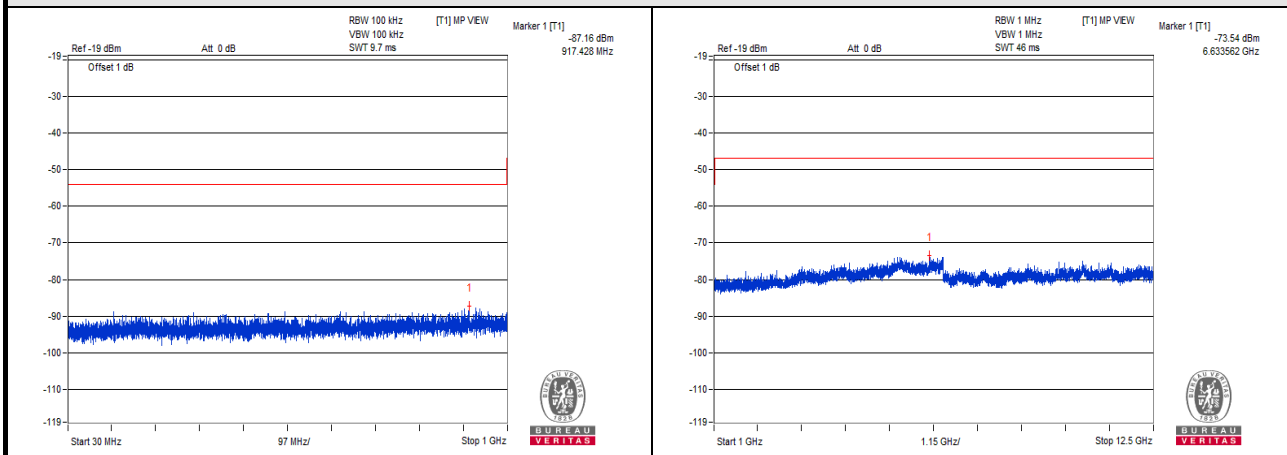 RBW 100 kHz [T1] MP VIEW Marker 1 [T1]
VBW 100 kHz -87.16 dBm
Ref -19 dBm Att 0 dB SWT 9.7 ms 917.428 MHz
-19
Offset 1 dB
-30
-40
-50
-60
-70
-80
1
-90
-100
-110
-119
Start 30 MHz 97 MHz/ Stop 1 GHz
BUREAU VERITAS
1828
BUREAU
VERITAS
RBW 1 MHz [T1] MP VIEW Marker 1 [T1]
VBW 1 MHz -73.54 dBm
Ref -19 dBm Att 0 dB SWT 46 ms 6.633562 GHz
-19
Offset 1 dB
-30
-40
-50
-60
-70
1
-80
-90
-100
-110
-119
Start 1 GHz 1.15 GHz/ Stop 12.5 GHz
BUREAU VERITAS
1828
BUREAU
VERITAS